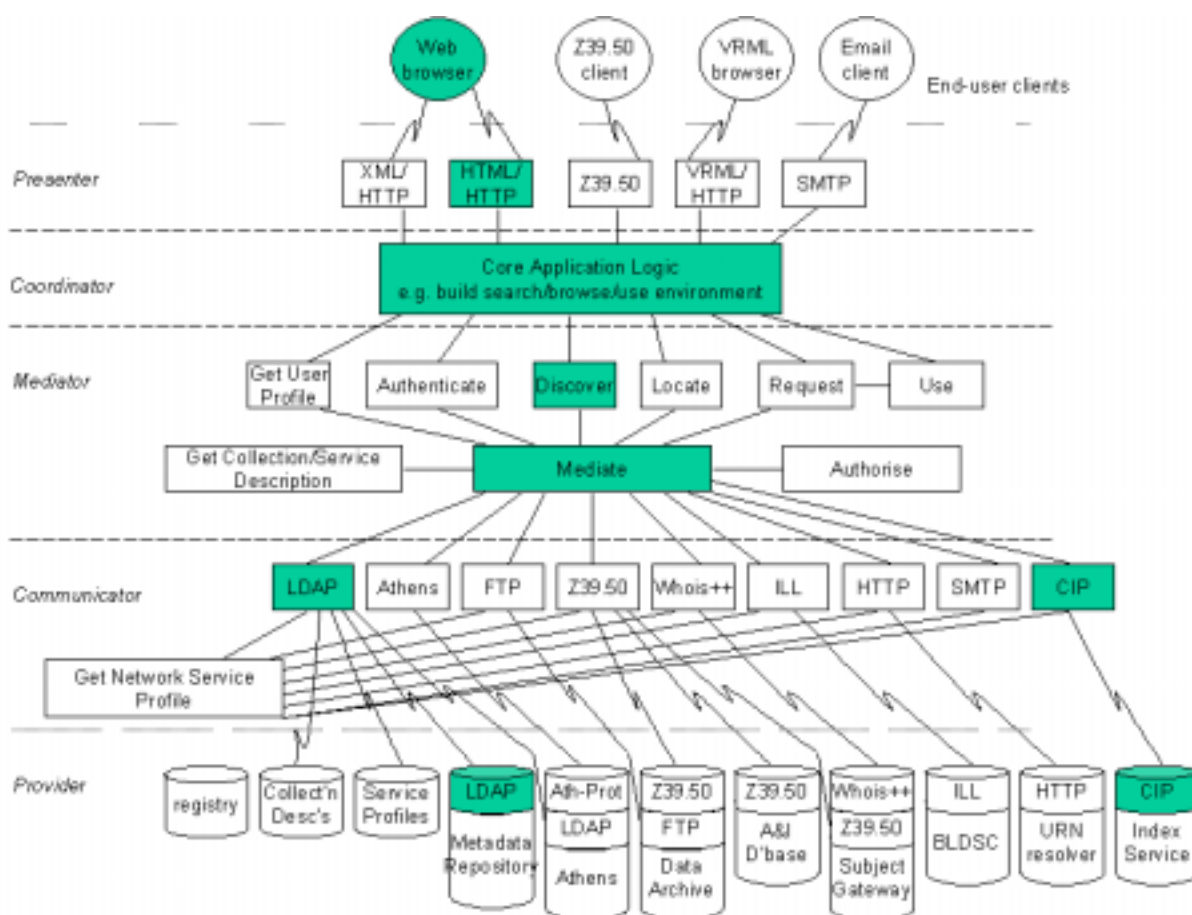 Web
browser
Z39.50
client
VRML
browser
Email
client
End-user clients
Presenter
XML/
HTTP
HTML/
HTTP
Z39.50
VRML/
HTTP
SMTP
Coordinator
Core Application Logic
e.g. build search/browse/use environment
Mediator
Get User
Profile
Authenticate
Discover
Locate
Request
Use
Get Collection/Service
Description
Mediate
Authorise
Communicator
LDAP
Athens
FTP
Z39.50
Whois++
ILL
HTTP
SMTP
CIP
Get Network Service
Profile
Provider
registry
Collect'n
Desc's
Service
Profiles
LDAP
Metadata
Repository
Ath-Prot
LDAP
Athens
Z39.50
FTP
Data
Archive
Z39.50
A&I
D'base
Whois++
Z39.50
Subject
Gateway
ILL
BLDSC
HTTP
URN
resolver
CIP
Index
Service